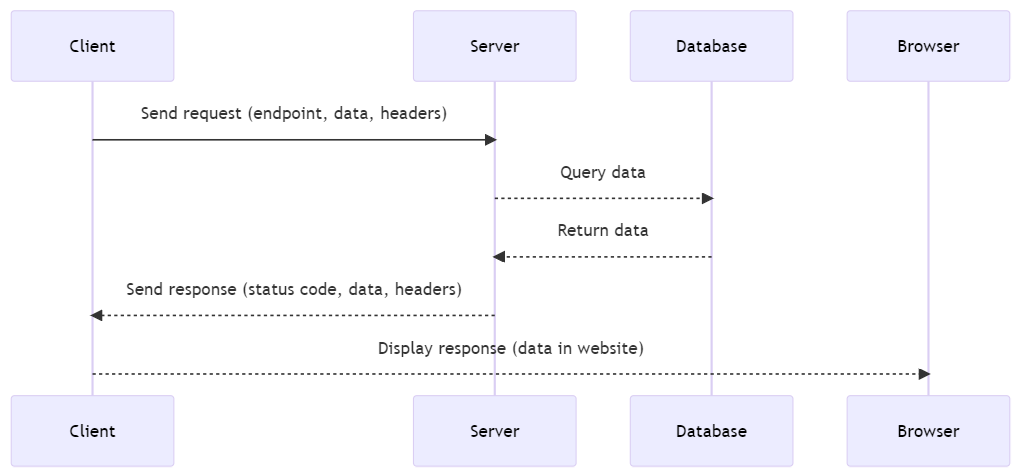 Client
Server
Database
Browser
Send request (endpoint, data, headers)
Query data
Return data
Send response (status code, data, headers)
Display response (data in website)
Client
Server
Database
Browser